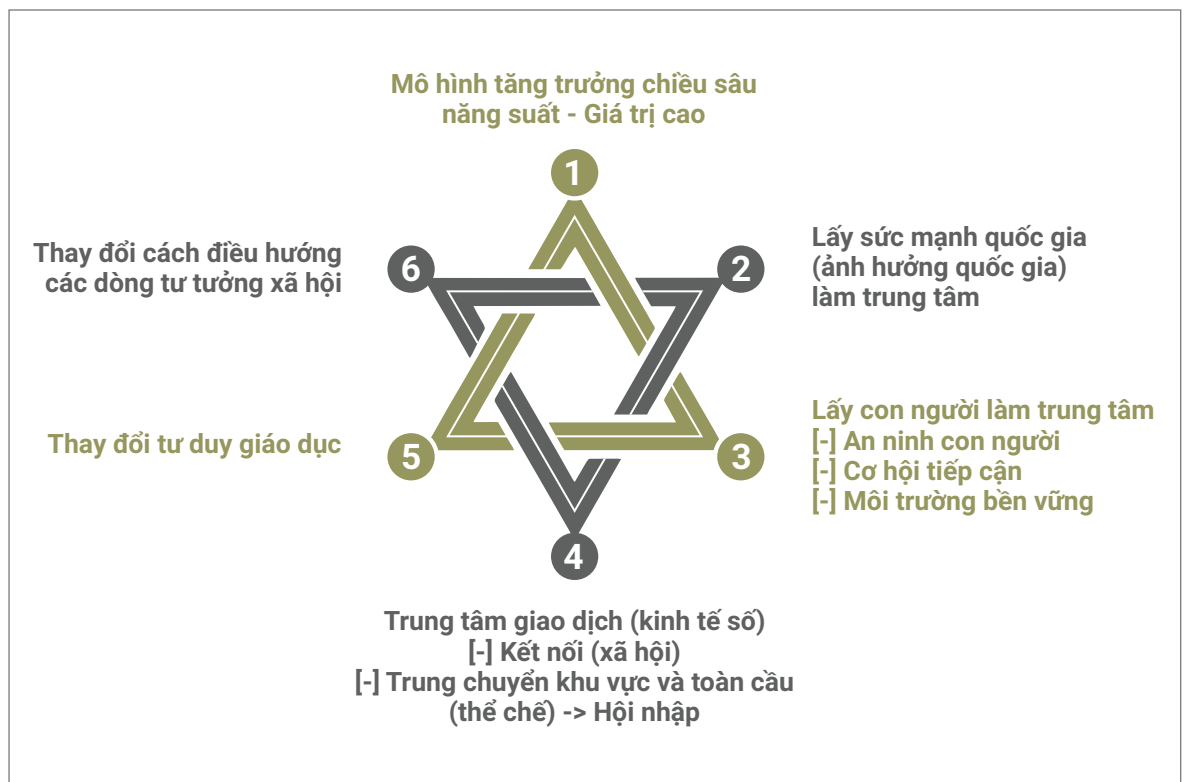 Mô hình tăng trưởng chiều sâu
năng suất - Giá trị cao
1
Thay đổi cách điều hướng
các dòng tư tưởng xã hội
6
2
Lấy sức mạnh quốc gia
(ảnh hưởng quốc gia)
làm trung tâm
Thay đổi tư duy giáo dục
5
3
Lấy con người làm trung tâm
[-] An ninh con người
[-] Cơ hội tiếp cận
[-] Môi trường bền vững
4
Trung tâm giao dịch (kinh tế số)
[-] Kết nối (xã hội)
[-] Trung chuyển khu vực và toàn cầu
(thể chế) -> Hội nhập